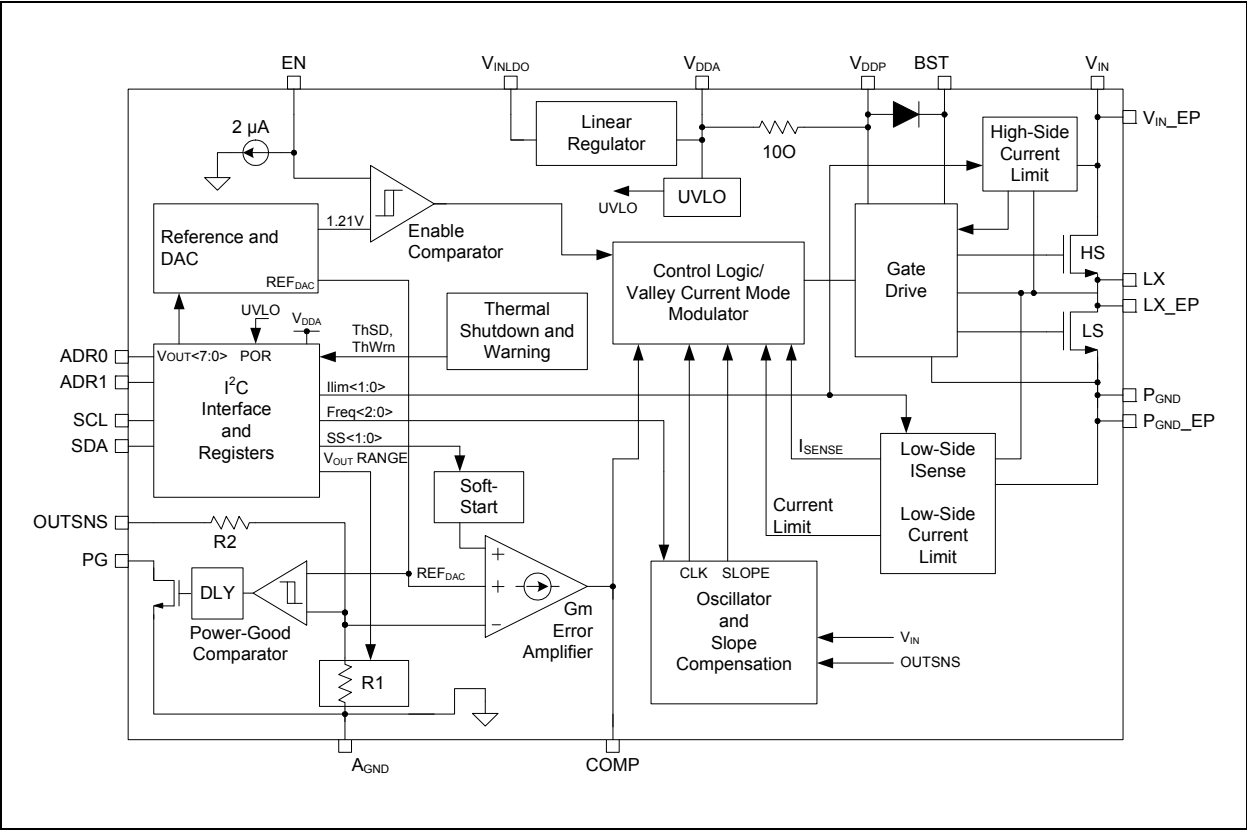 EN
VINLDO
VDDA
VDDP
BST
VIN
VIN_EP
2 µA
Linear
Regulator
10O
High-Side
Current
Limit
UVLO
UVLO
1.21V
Enable
Comparator
Reference and
DAC
REFDAC
Control Logic/
Valley Current Mode
Modulator
Gate
Drive
HS
LX
LX_EP
LS
Thermal
Shutdown and
Warning
UVLO
VDDA
ThSD,
ThWrn
ADR0
ADR1
SCL
SDA
VOUT<7:0>
POR
I2C
Interface
and
Registers
Ilim<1:0>
Freq<2:0>
SS<1:0>
VOUT RANGE
PGND
PGND_EP
ISENSE
Low-Side
ISense
Low-Side
Current
Limit
Current
Limit
Soft-
Start
OUTSNS
R2
PG
DLY
Power-Good
Comparator
REFDAC
+
+
−
Gm
Error
Amplifier
CLK
SLOPE
Oscillator
and
Slope
Compensation
VIN
OUTSNS
R1
AGND
COMP